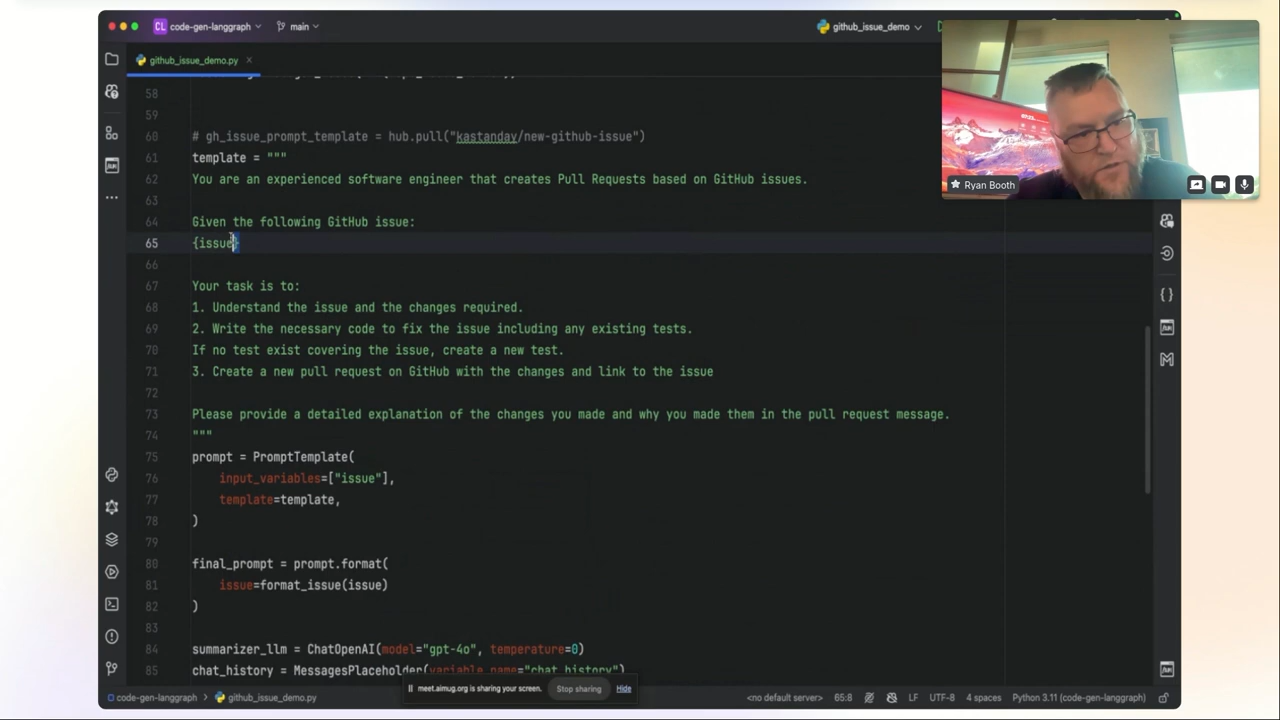 CL code-gen-langgraph main github_issue_demo
github_issue_demo.py
58
59
60 # gh_issue_prompt_template = hub.pull("kastanday/new-github-issue")
61 template = """
62 You are an experienced software engineer that creates Pull Requests based on GitHub issues.
63
64 Given the following GitHub issue:
65 {issue}
66
67 Your task is to:
68 1. Understand the issue and the changes required.
69 2. Write the necessary code to fix the issue including any existing tests.
70 If no test exist covering the issue, create a new test.
71 3. Create a new pull request on GitHub with the changes and link to the issue
72
73 Please provide a detailed explanation of the changes you made and why you made them in the pull request message.
74 """
75 prompt = PromptTemplate(
76 input_variables=["issue"],
77 template=template,
78 )
79
80 final_prompt = prompt.format(
81 issue=format_issue(issue)
82 )
83
84 summarizer_llm = ChatOpenAI(model="gpt-4o", temperature=0)
85 chat_history = MessagesPlaceholder(variable_name="chat_history")
Ryan Booth
meet.aimug.org is sharing your screen. Stop sharing Hide
code-gen-langgraph > github_issue_demo.py <no default server> 65:8 LF UTF-8 4 spaces Python 3.11 (code-gen-langgraph)